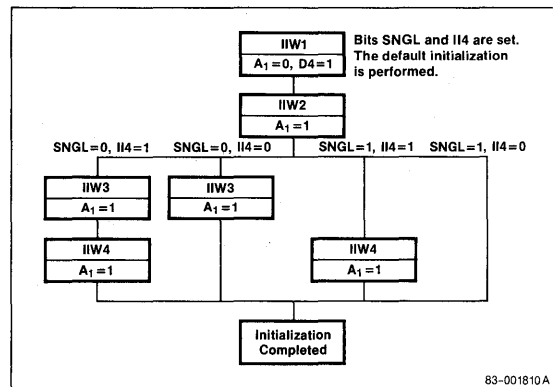 IIW1
A1=0, D4=1
Bits SNGL and II4 are set.
The default initialization
is performed.
IIW2
A1=1
SNGL=0, II4=1
SNGL=0, II4=0
SNGL=1, II4=1
SNGL=1, II4=0
IIW3
A1=1
IIW3
A1=1
IIW4
A1=1
IIW4
A1=1
Initialization
Completed
83-001810A